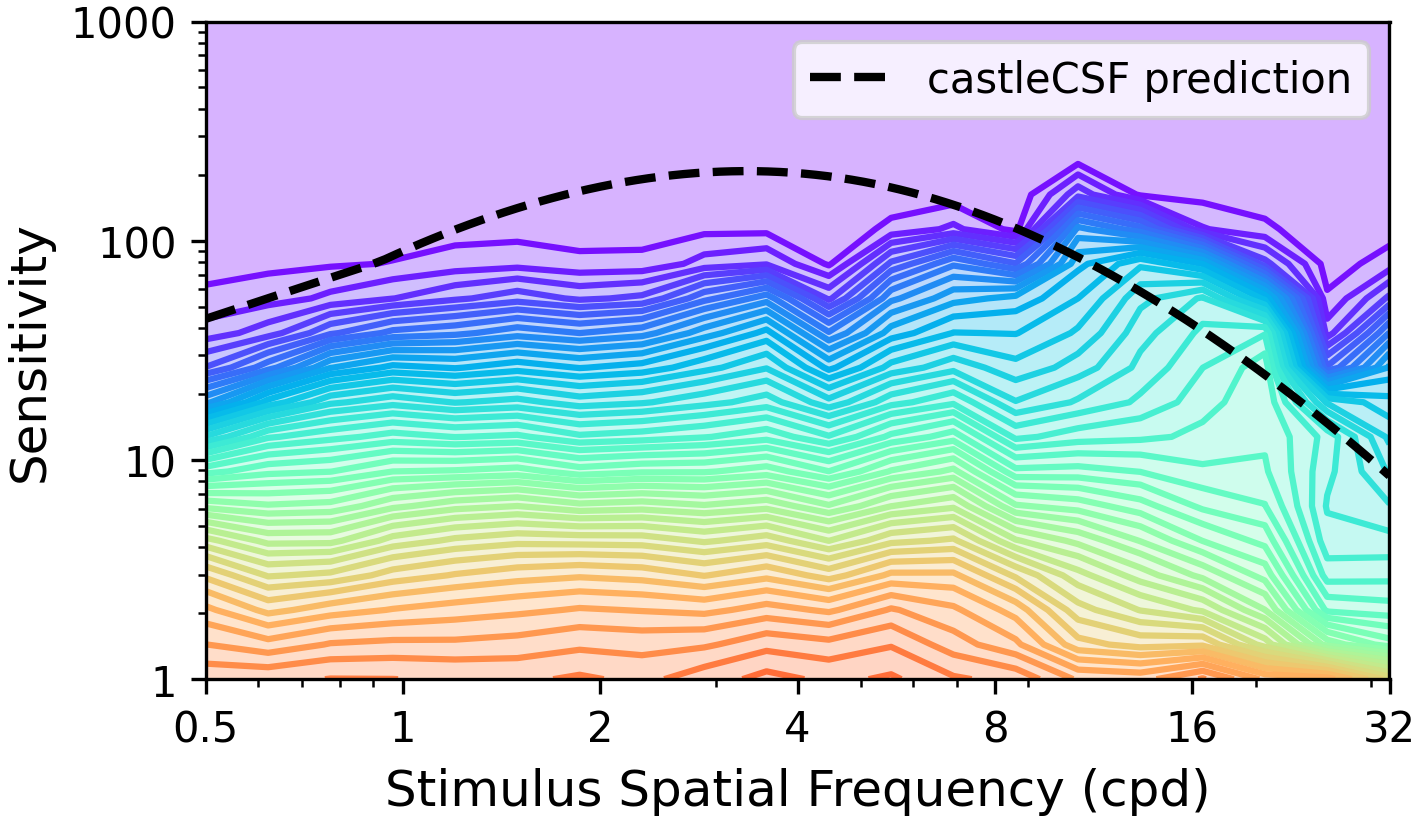 1000
100
10
1
Sensitivity
castleCSF prediction
0.5 1 2 4 8 16 32
Stimulus Spatial Frequency (cpd)